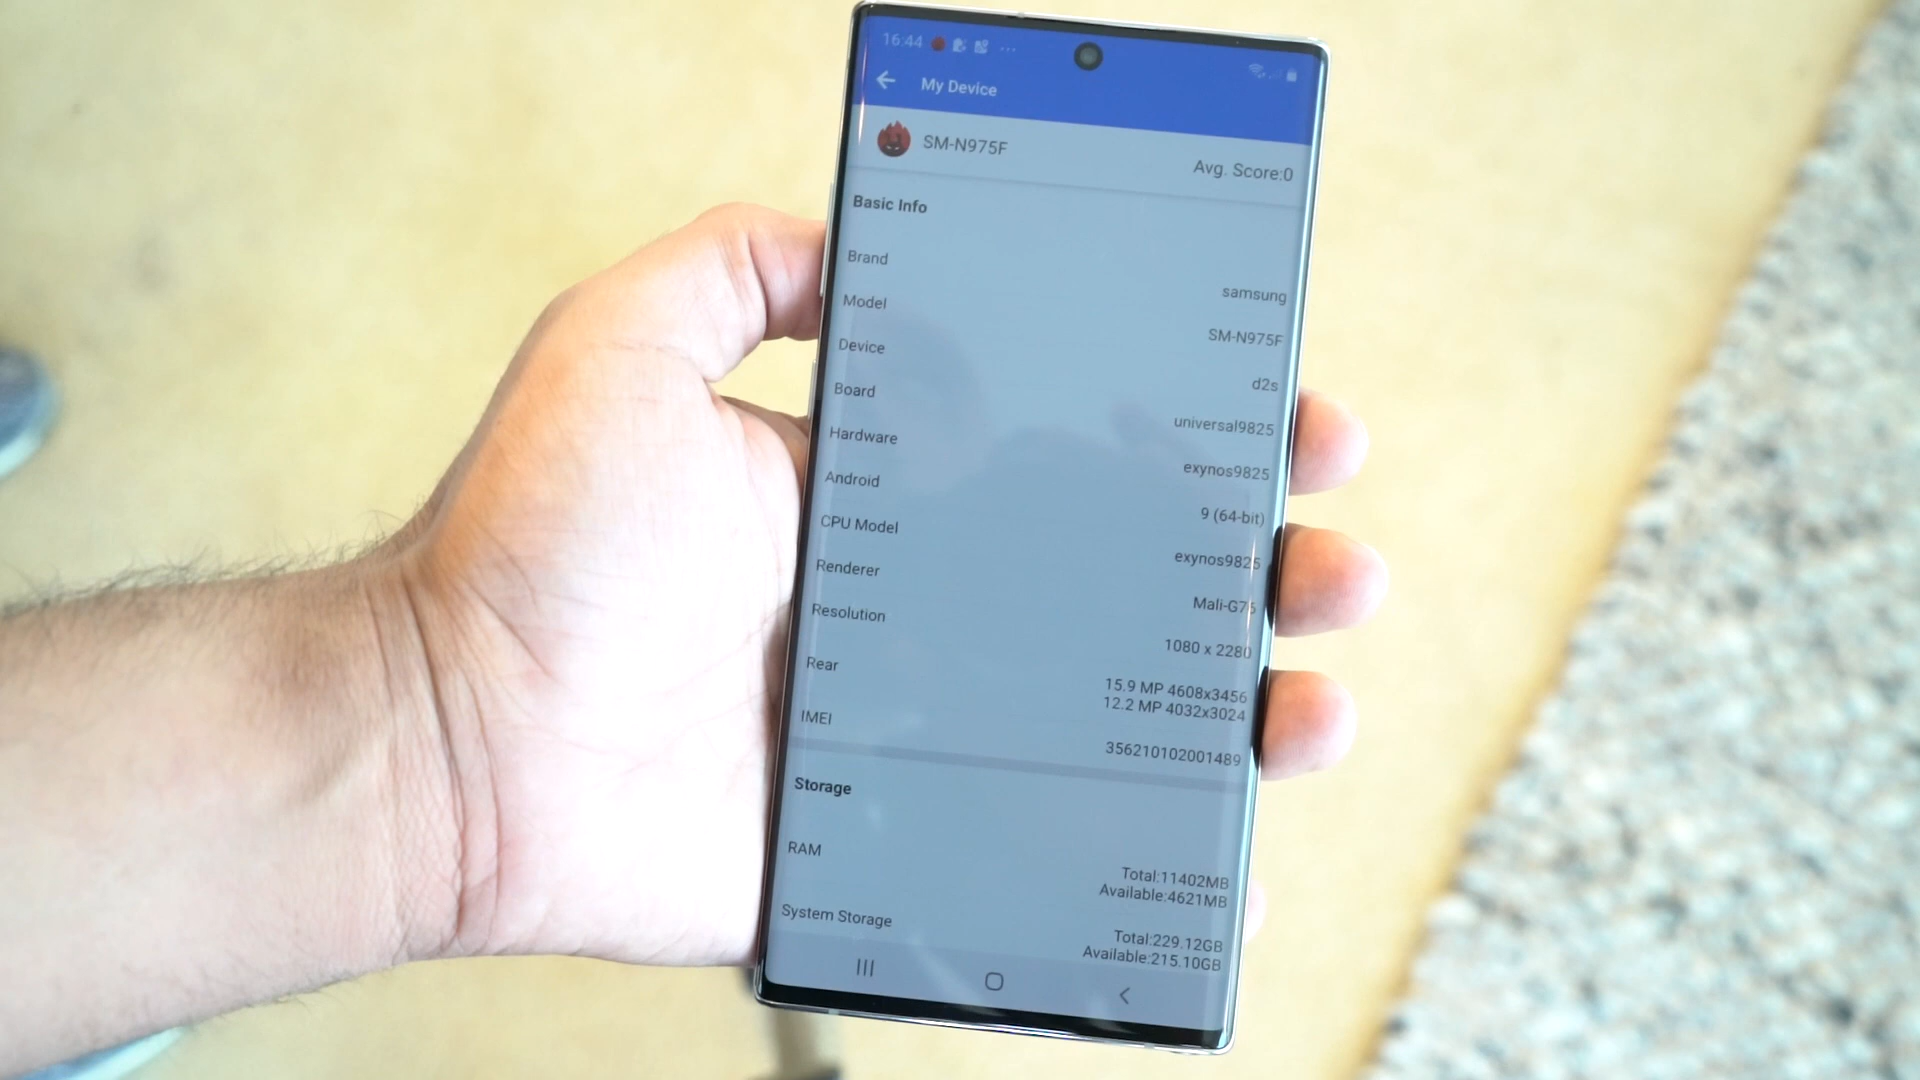 16:44
My Device
SM-N975F
Avg. Score:0
Basic Info
Brand
samsung
Model
SM-N975F
Device
d2s
Board
universal9825
Hardware
exynos9825
Android
9 (64-bit)
CPU Model
exynos9825
Renderer
Mali-G76
Resolution
1080 x 2280
Rear
15.9 MP 4608x3456
12.2 MP 4032x3024
IMEI
356210102001489
Storage
RAM
Total:11402MB
Available:4621MB
System Storage
Total:229.12GB
Available:215.10GB